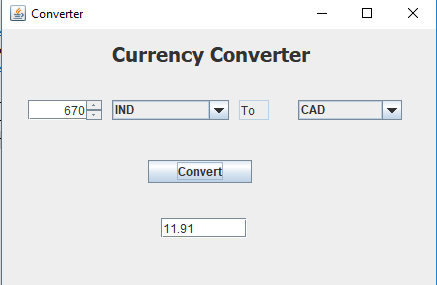 Converter
Currency Converter
670 IND To CAD
Convert
11.91